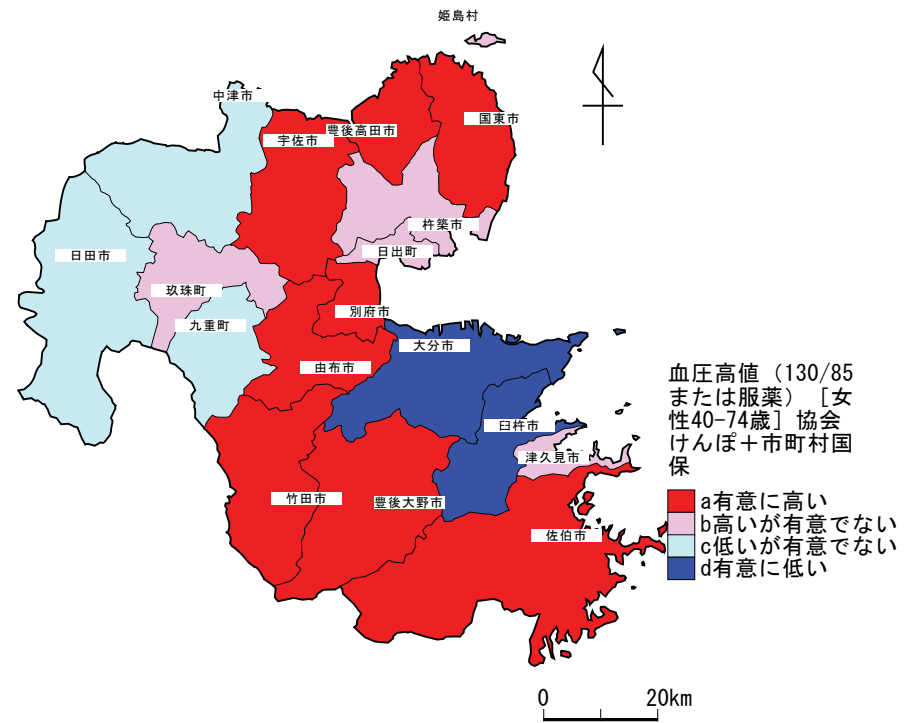 姫島村
中津市
国東市
豊後高田市
宇佐市
杵築市
日出町
日田市
玖珠町
別府市
九重町
大分市
由布市
臼杵市
津久見市
竹田市
豊後大野市
佐伯市
血圧高値（130/85
または服薬）［女
性40-74歳］協会
けんぽ＋市町村国
保
a有意に高い
b高いが有意でない
c低いが有意でない
d有意に低い
0 20km